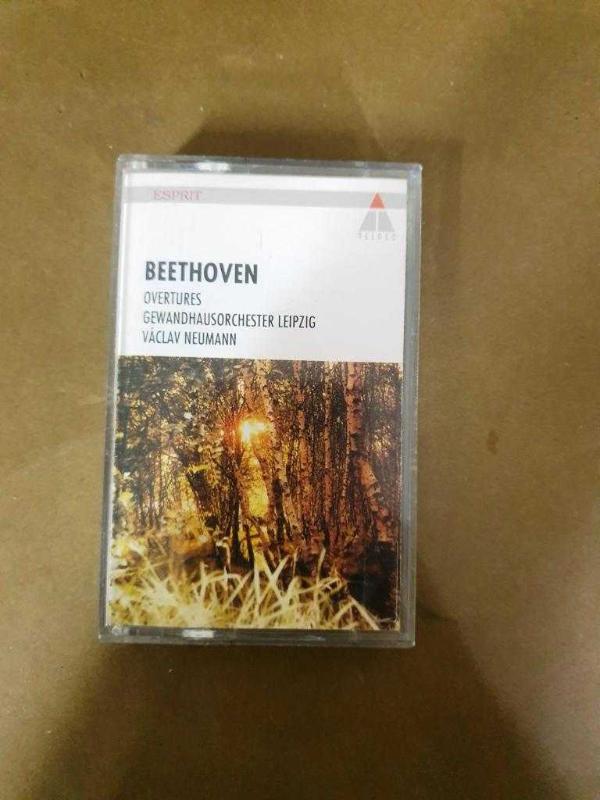 ESPRIT
TELDEC
BEETHOVEN
OVERTURES
GEWANDHAUSORCHESTER LEIPZIG
VÁCLAV NEUMANN